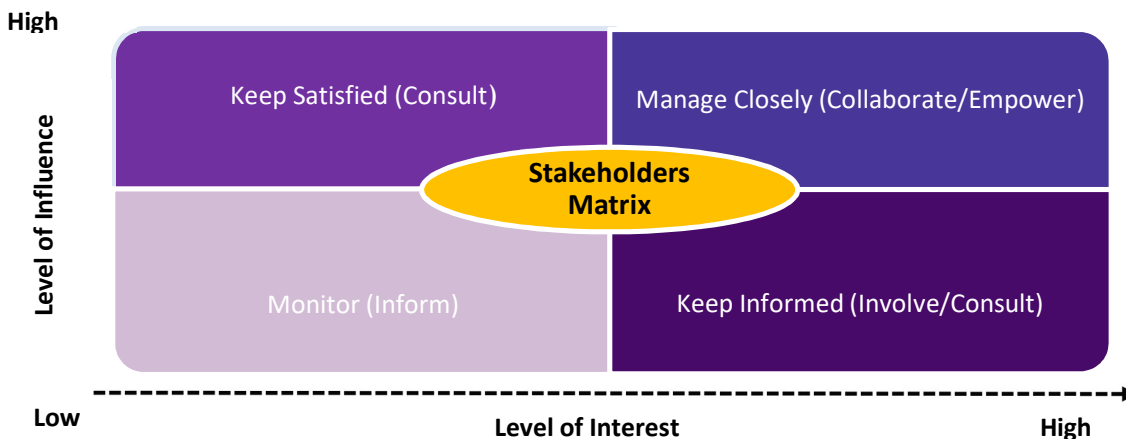 High
Keep Satisfied (Consult)
Manage Closely (Collaborate/Empower)
Level of Influence
Stakeholders
Matrix
Monitor (Inform)
Keep Informed (Involve/Consult)
Low
Level of Interest
High